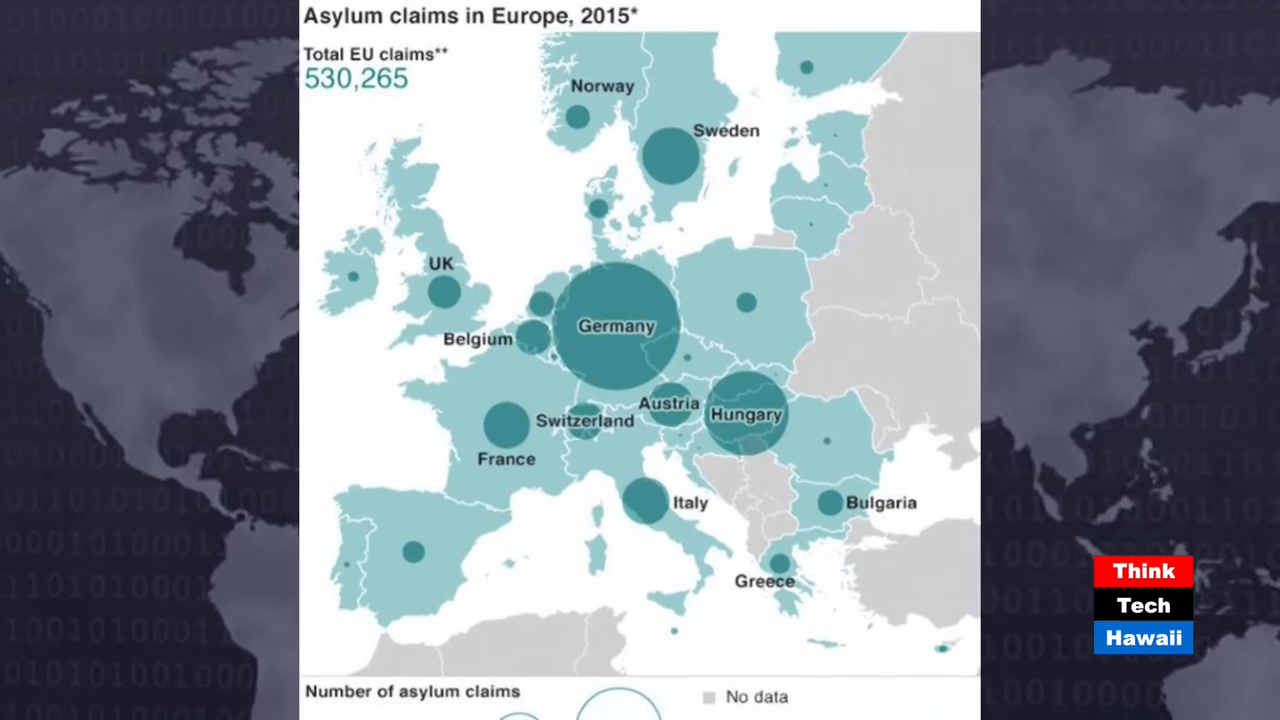 Asylum claims in Europe, 2015*
Total EU claims**
530,265
Norway
Sweden
UK
Belgium
Germany
Switzerland
Austria
Hungary
France
Italy
Bulgaria
Greece
Think
Tech
Hawaii
Number of asylum claims
No data